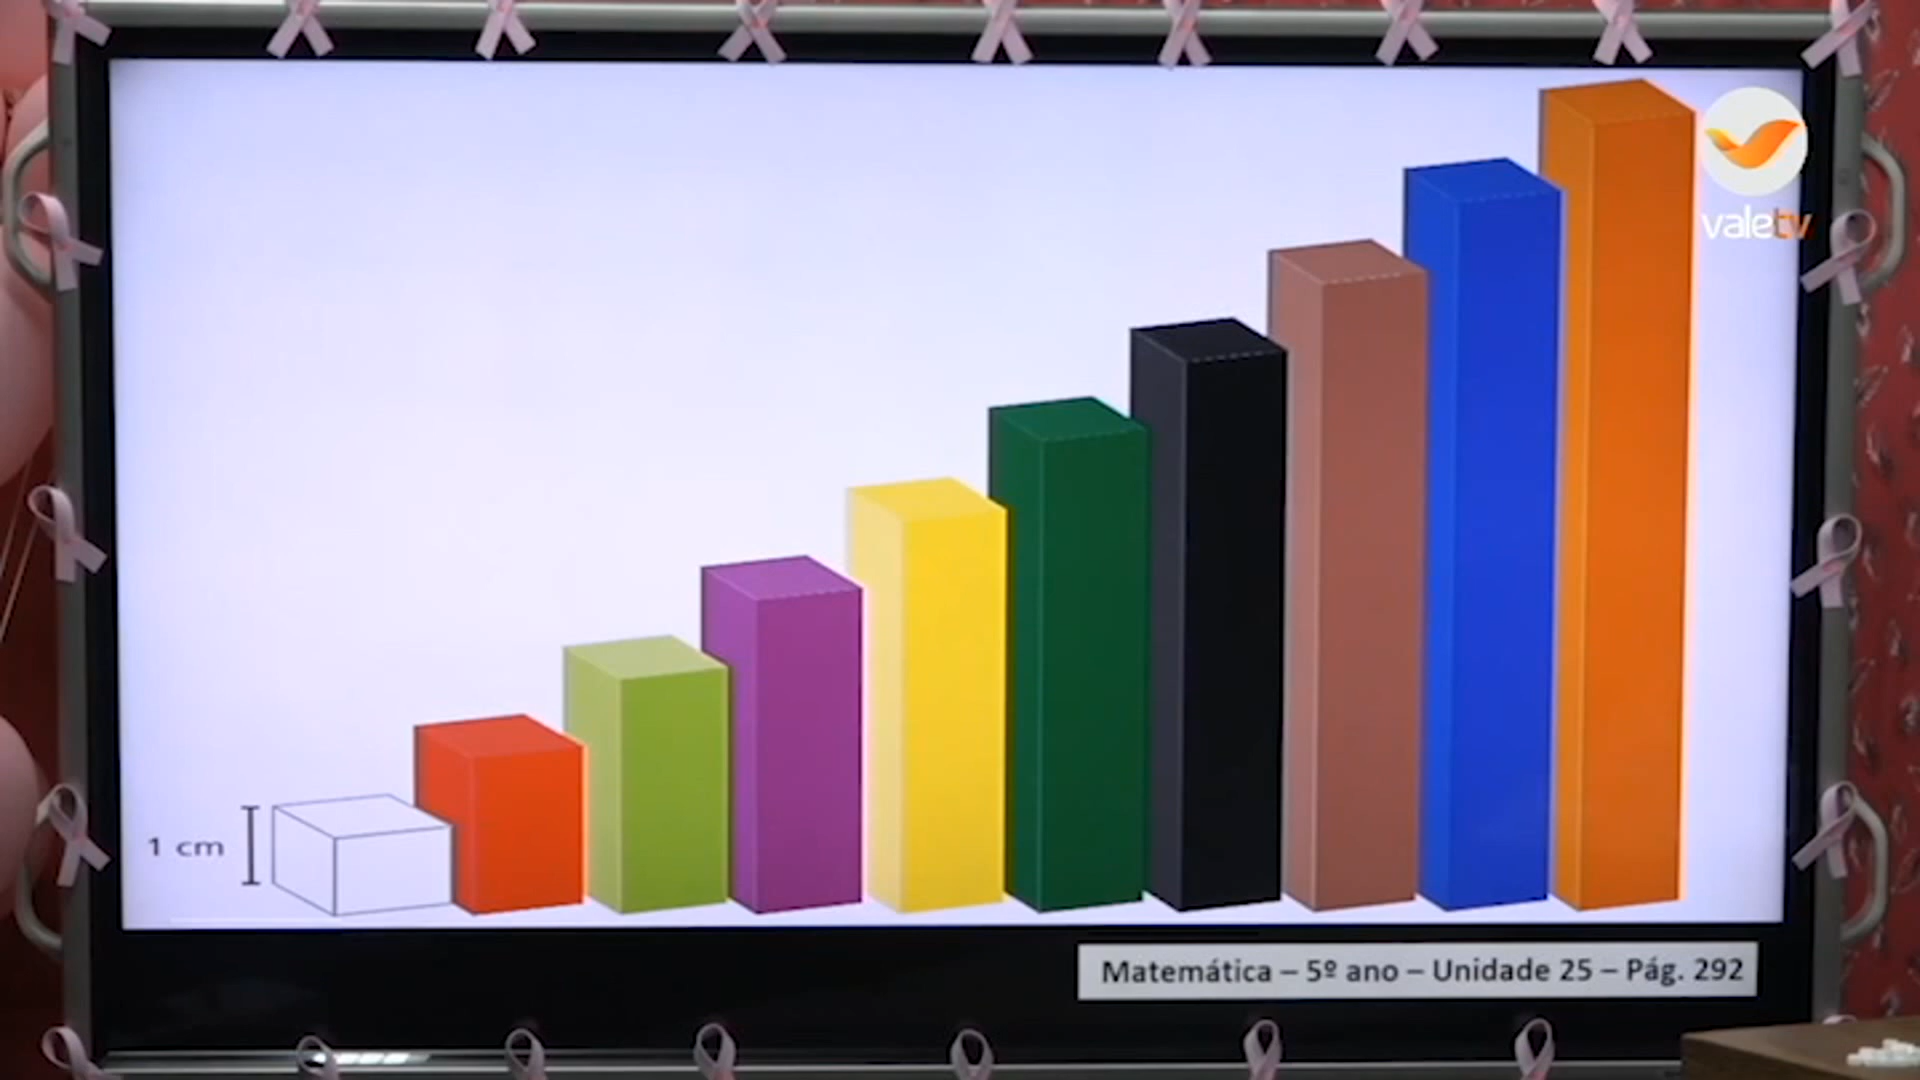 valetv
1 cm
Matemática – 5º ano – Unidade 25 – Pág. 292